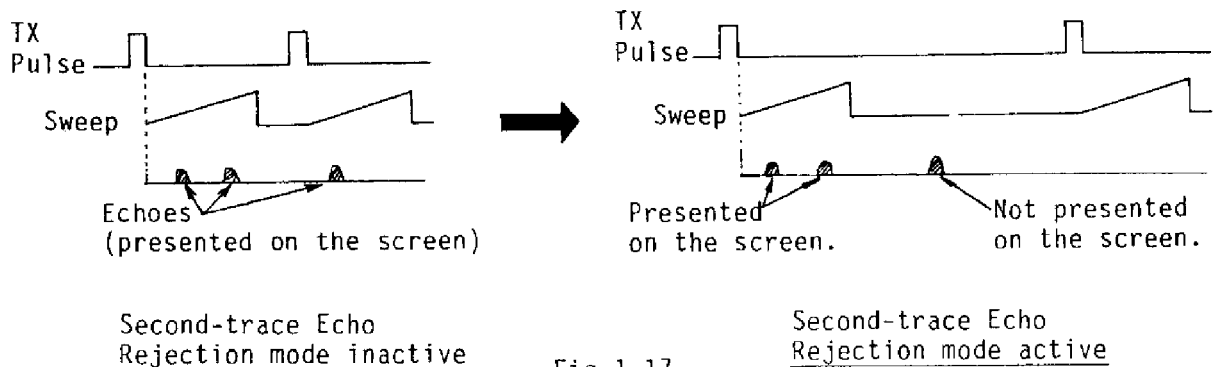 TX
Pulse
Sweep
Echoes
(presented on the screen)
Second-trace Echo
Rejection mode inactive
TX
Pulse
Sweep
Presented
on the screen.
Not presented
on the screen.
Second-trace Echo
Rejection mode active